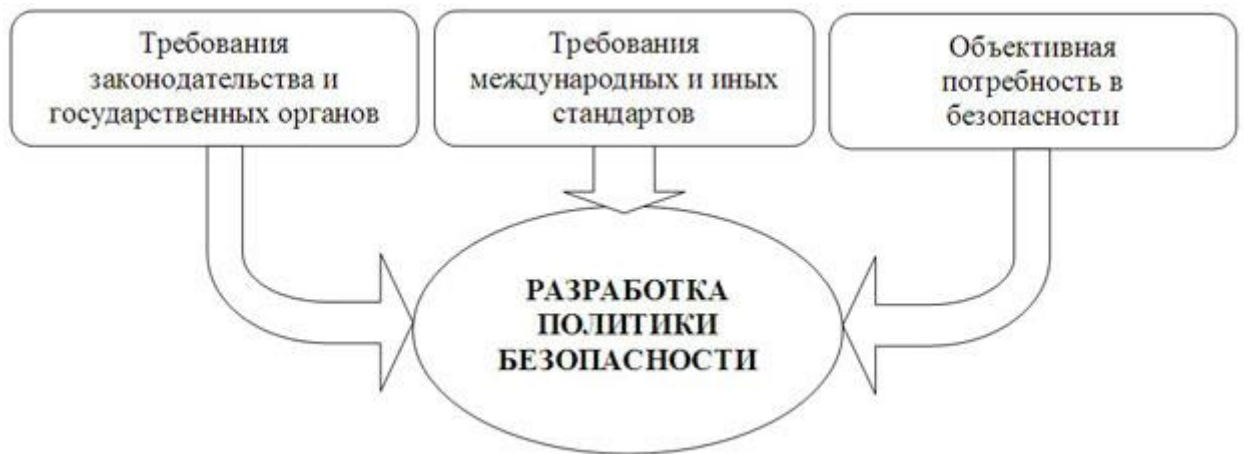 Требования
законодательства и
государственных органов
Требования
международных и иных
стандартов
Объективная
потребность в
безопасности
РАЗРАБОТКА
ПОЛИТИКИ
БЕЗОПАСНОСТИ